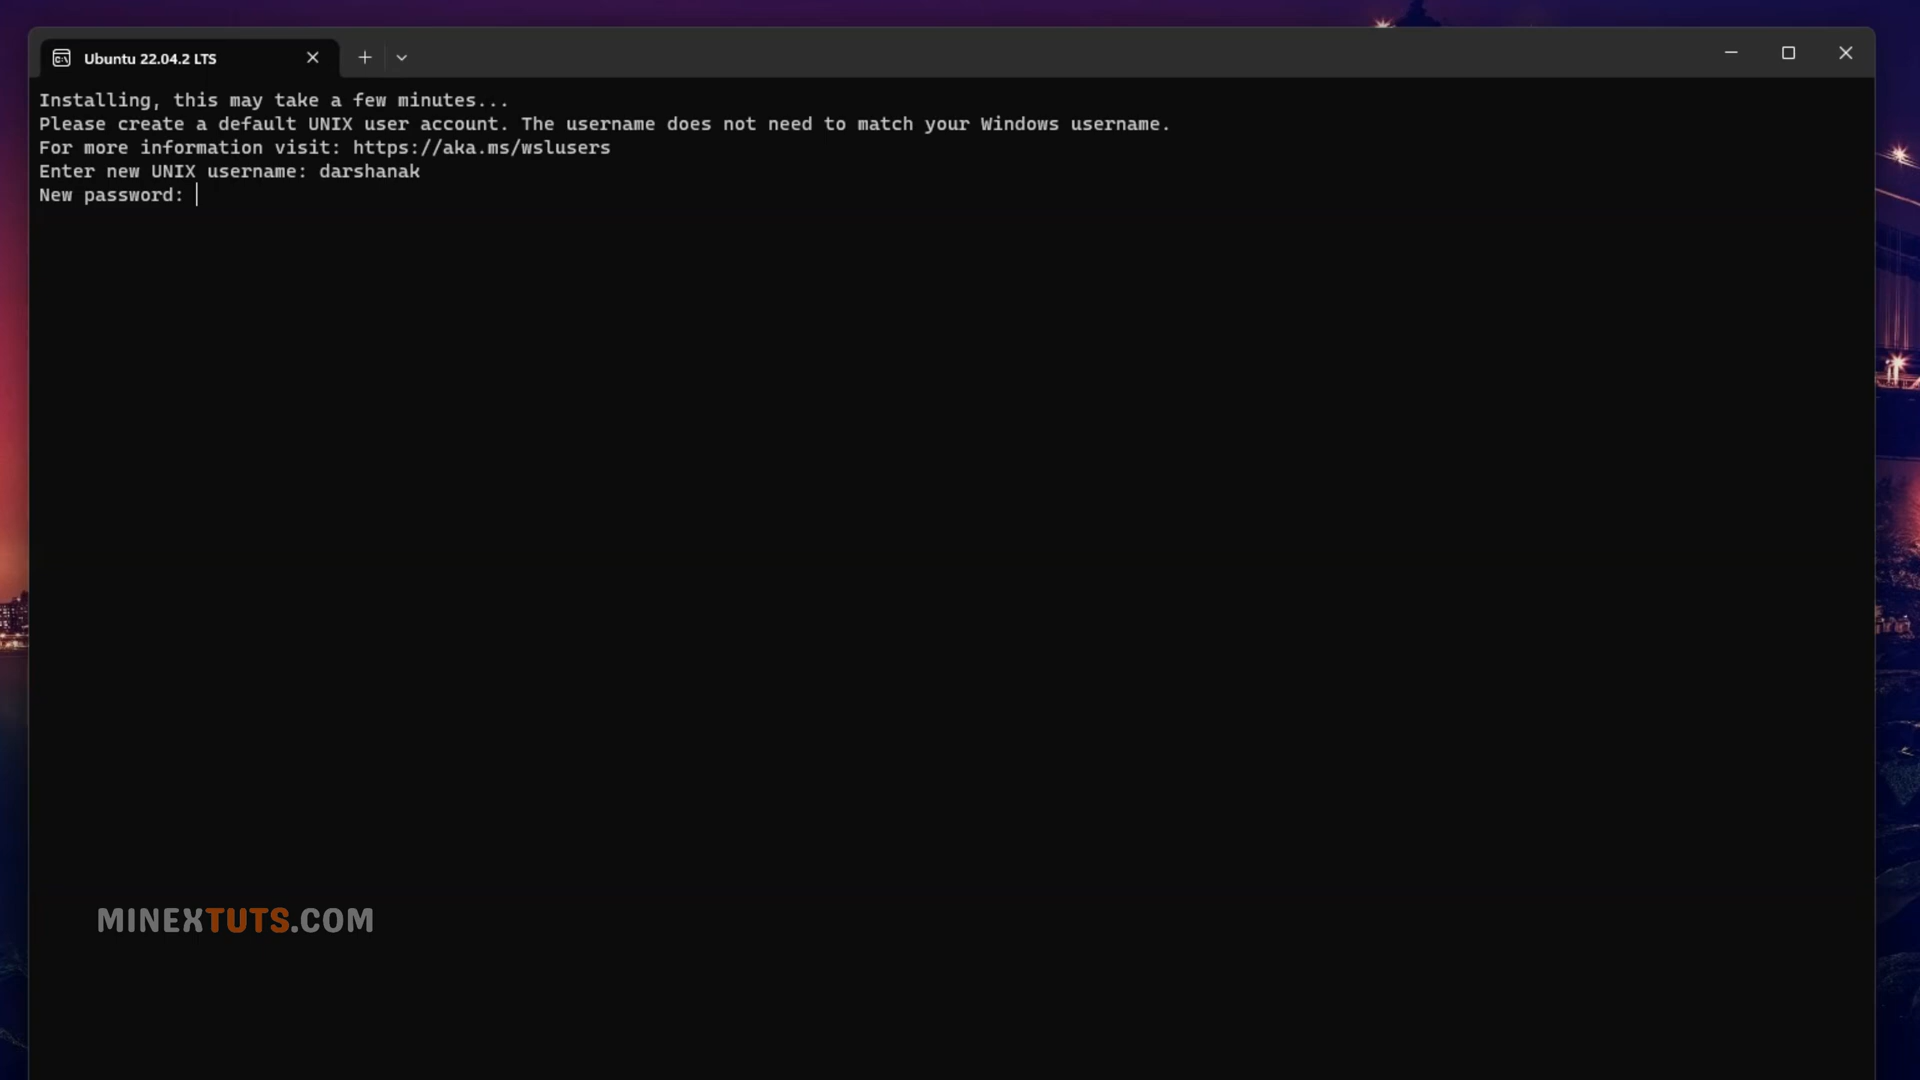 Ubuntu 22.04.2 LTS
Installing, this may take a few minutes...
Please create a default UNIX user account. The username does not need to match your Windows username.
For more information visit: https://aka.ms/wslusers
Enter new UNIX username: darshanak
New password:
MINEXTUTS.COM